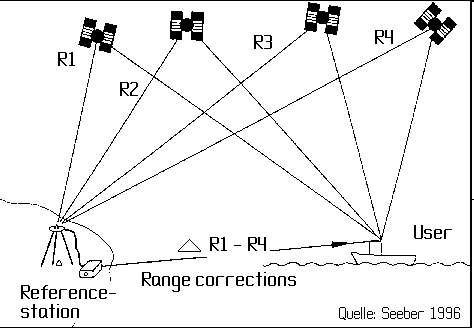 R1
R2
R3
R4
△ R1 - R4
User
Range corrections
Reference-
station
Quelle: Seeber 1996